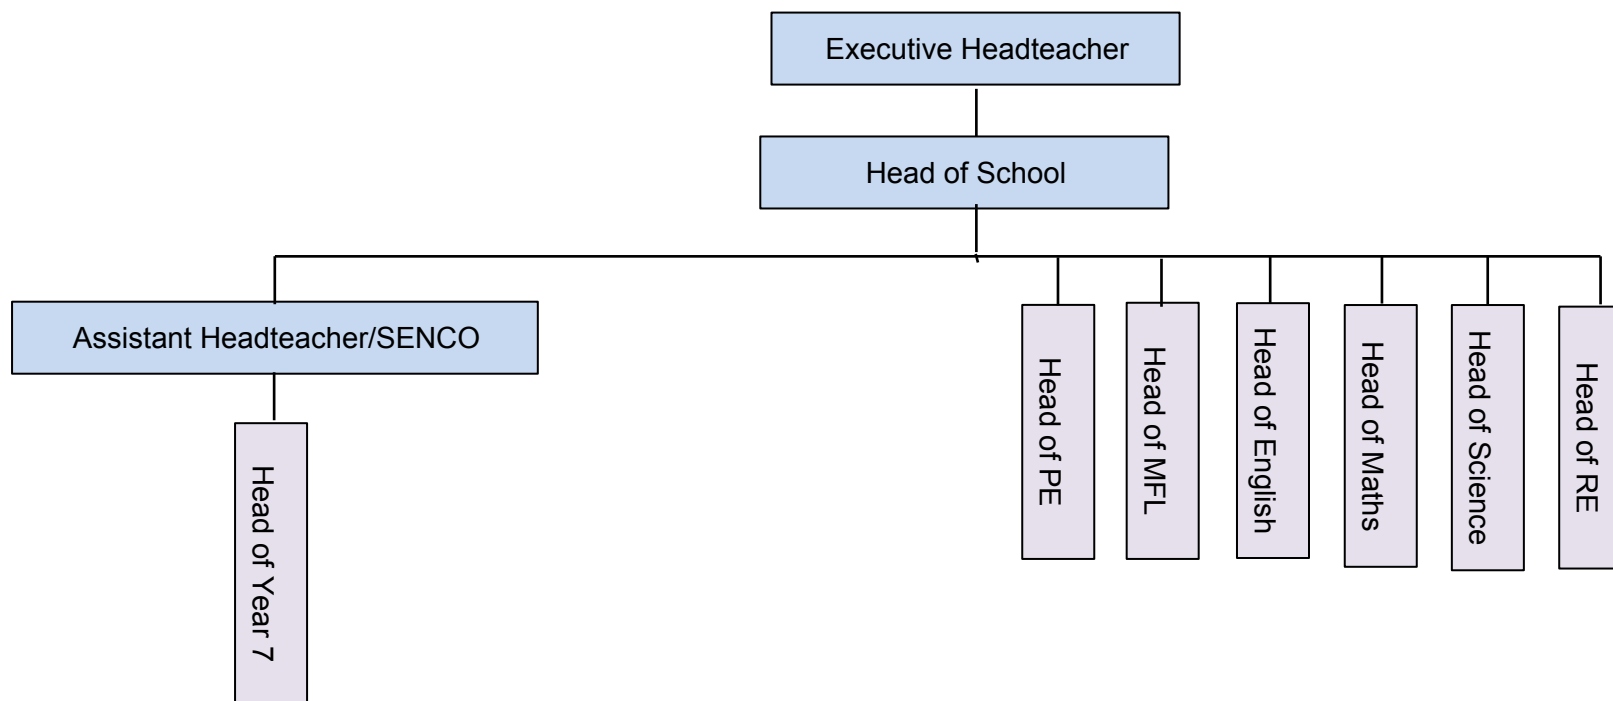 Executive Headteacher
Head of School
Assistant Headteacher/SENCO
Head of PE
Head of MFL
Head of English
Head of Maths
Head of Science
Head of RE
Head of Year 7